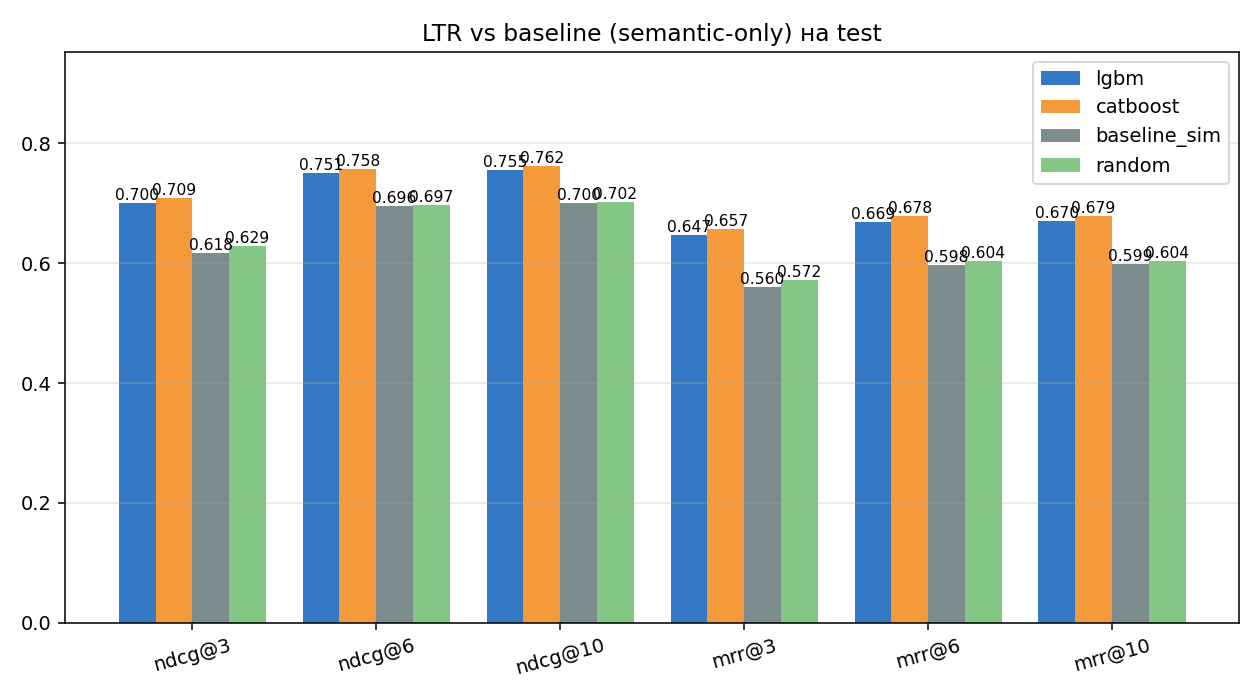 LTR vs baseline (semantic-only) на test
lgbm
catboost
baseline_sim
random
0.8
0.6
0.4
0.2
0.0
0.700 0.709 0.618 0.629
0.751 0.758 0.696 0.697
0.755 0.762 0.700 0.702
0.647 0.657 0.560 0.572
0.669 0.678 0.598 0.604
0.670 0.679 0.599 0.604
ndcg@3
ndcg@6
ndcg@10
mrr@3
mrr@6
mrr@10